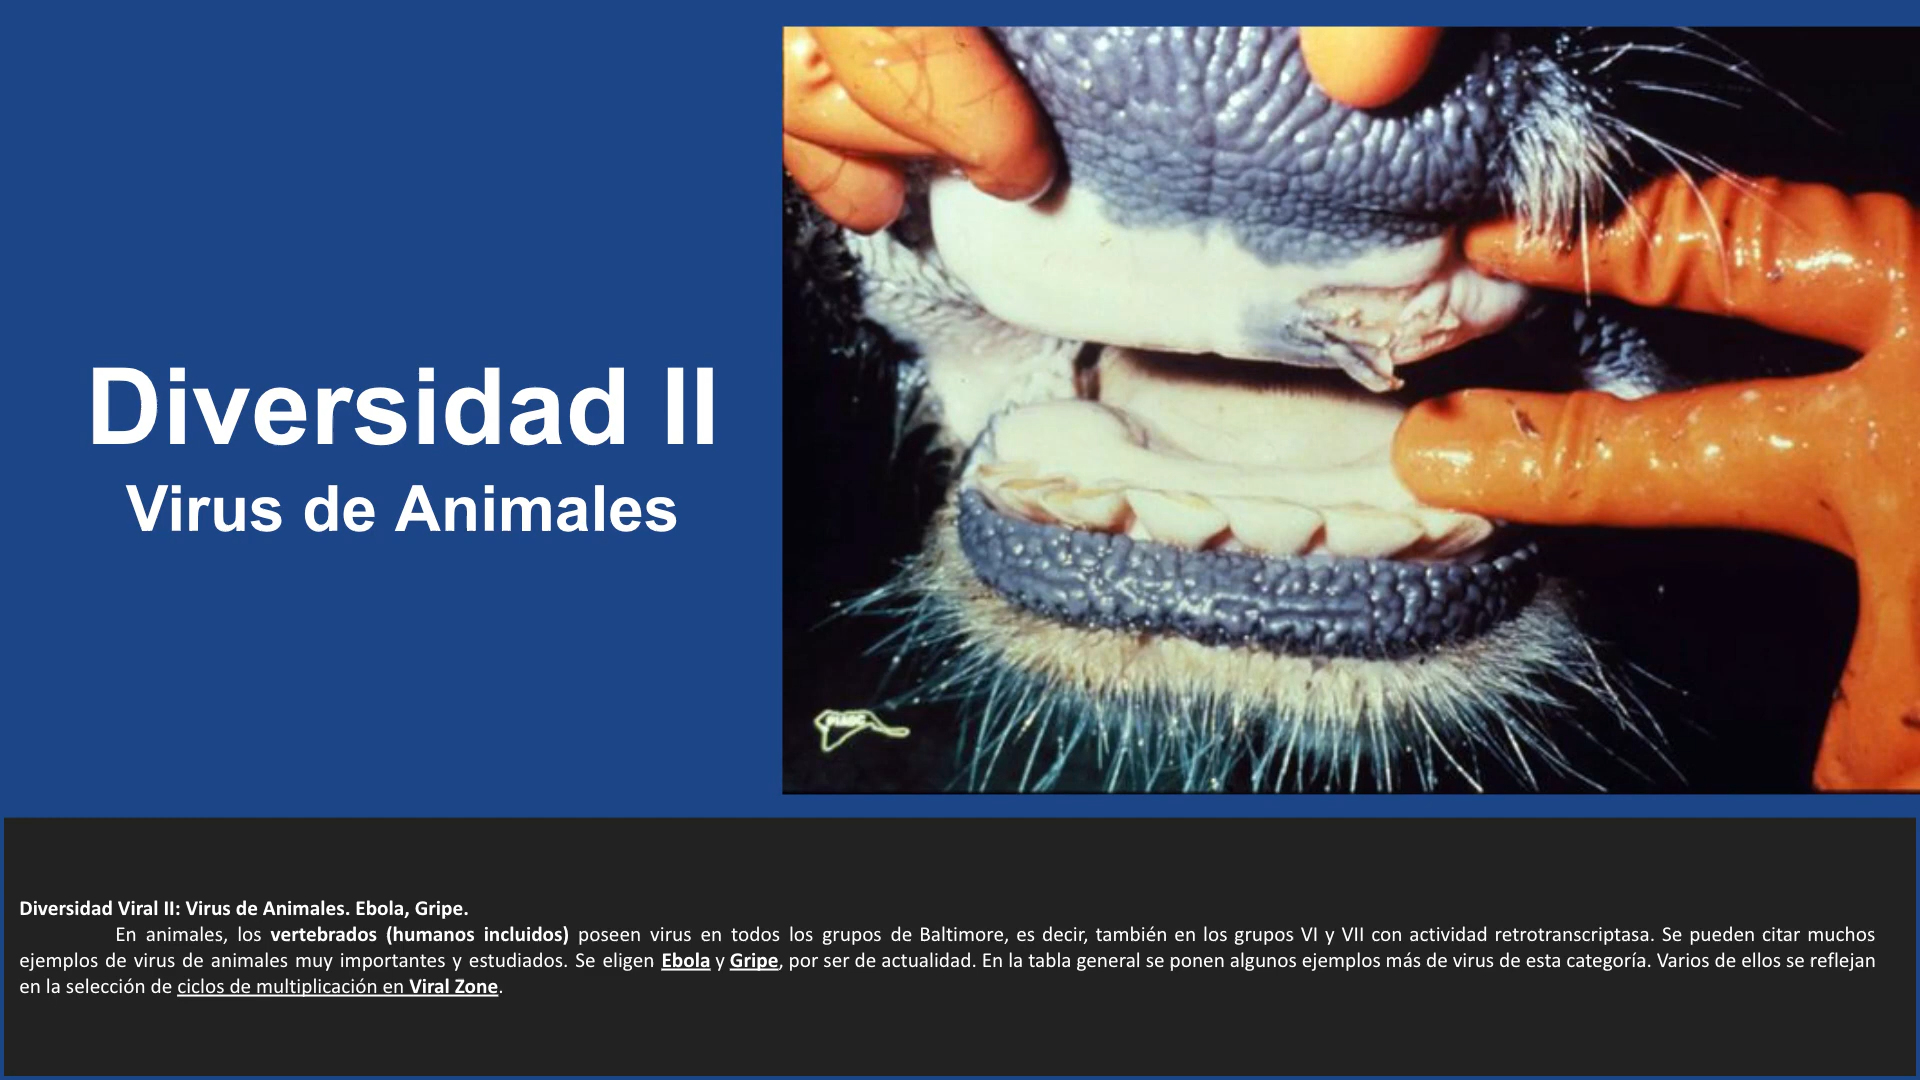 Diversidad II
Virus de Animales
Diversidad Viral II: Virus de Animales. Ebola, Gripe.
En animales, los vertebrados (humanos incluidos) poseen virus en todos los grupos de Baltimore, es decir, también en los grupos VI y VII con actividad retrotranscriptasa. Se pueden citar muchos
ejemplos de virus de animales muy importantes y estudiados. Se eligen Ebola y Gripe, por ser de actualidad. En la tabla general se ponen algunos ejemplos más de virus de esta categoría. Varios de ellos se reflejan
en la selección de ciclos de multiplicación en Viral Zone.